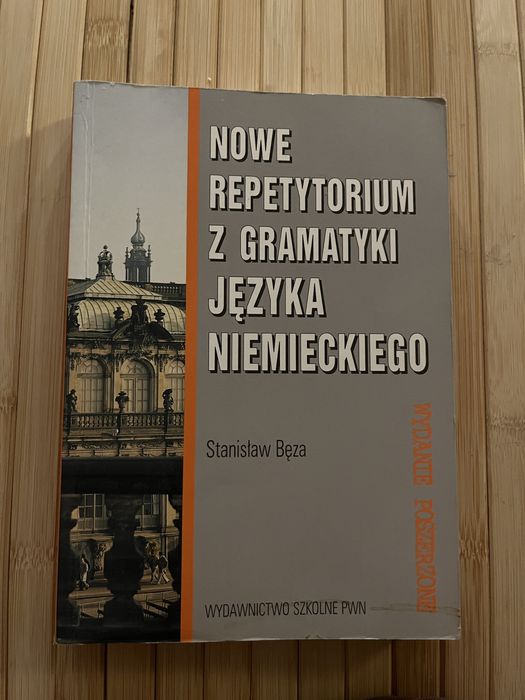 NOWE
REPETYTORIUM
Z GRAMATYKI
JĘZYKA
NIEMIECKIEGO
Stanisław Bęza
WYDANIE POSZERZONE
WYDAWNICTWO SZKOLNE PWN